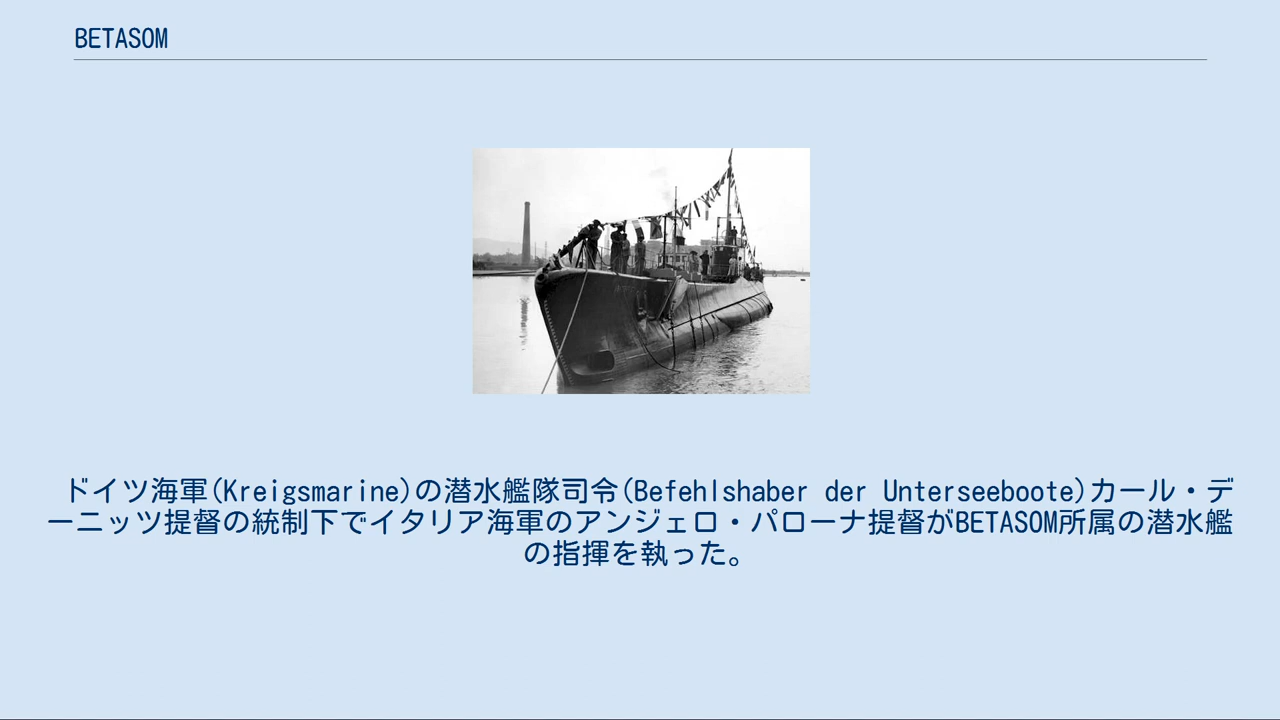 BETASOM
ドイツ海軍(Kreigsmarine)の潜水艦隊司令(Befehlshaber der Unterseeboote)カール・デ
ーニッツ提督の統制下でイタリア海軍のアンジェロ・パローナ提督がBETASOM所属の潜水艦
の指揮を執った。